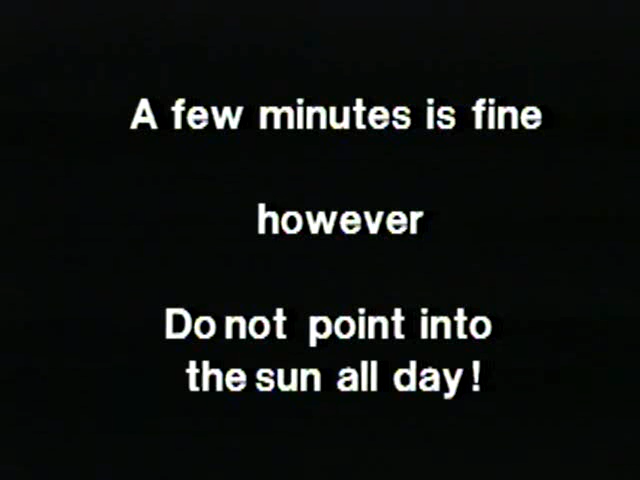 A few minutes is fine
however
Do not point into
the sun all day!